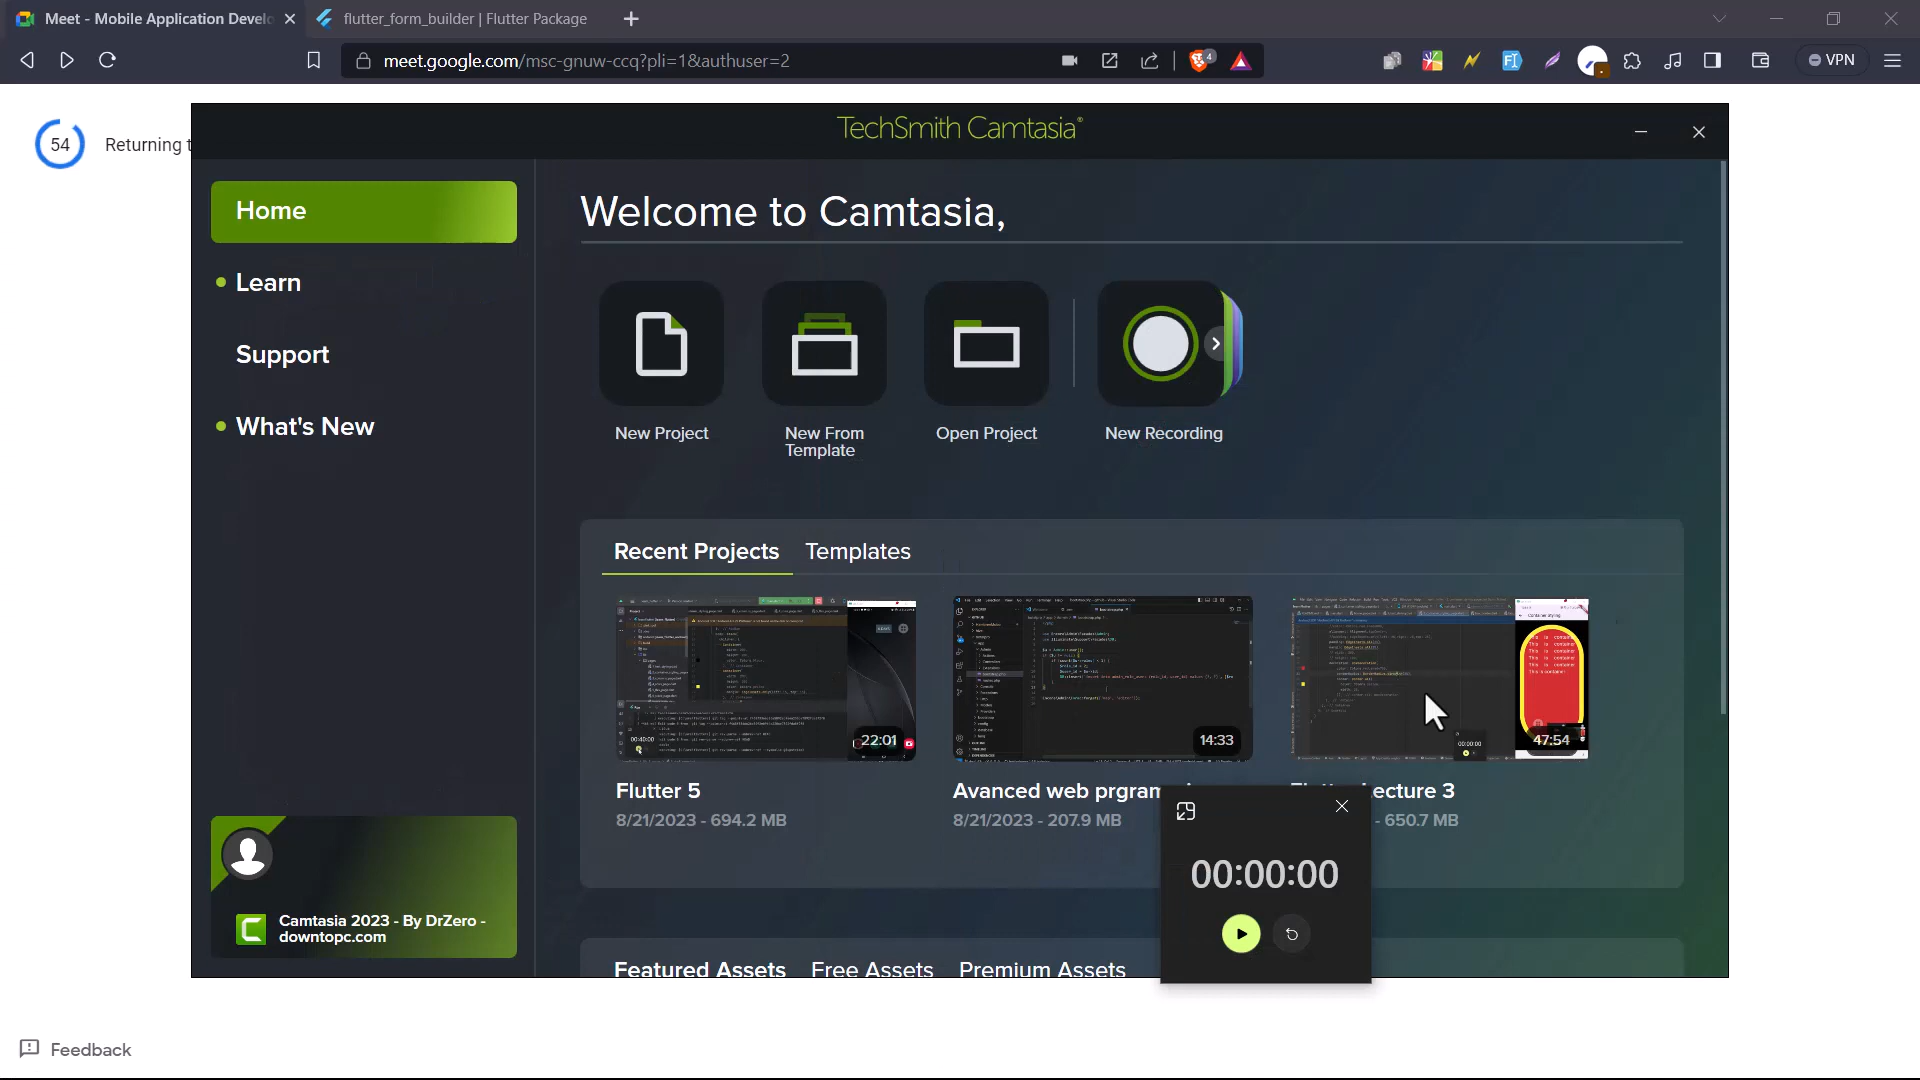 Meet - Mobile Application Develo
flutter_form_builder | Flutter Package
meet.google.com/msc-gnuw-ccq?pli=1&authuser=2
4
VPN
54
Returning t
TechSmith Camtasia®
Home
Learn
Support
What's New
Welcome to Camtasia,
New Project
New From
Template
Open Project
New Recording
Recent Projects
Templates
22:01
14:33
47:54
Flutter 5
8/21/2023 - 694.2 MB
Avanced web prgram
8/21/2023 - 207.9 MB
ecture 3
- 650.7 MB
00:00:00
Camtasia 2023 - By DrZero -
downtopc.com
Featured Assets
Free Assets
Premium Assets
Feedback